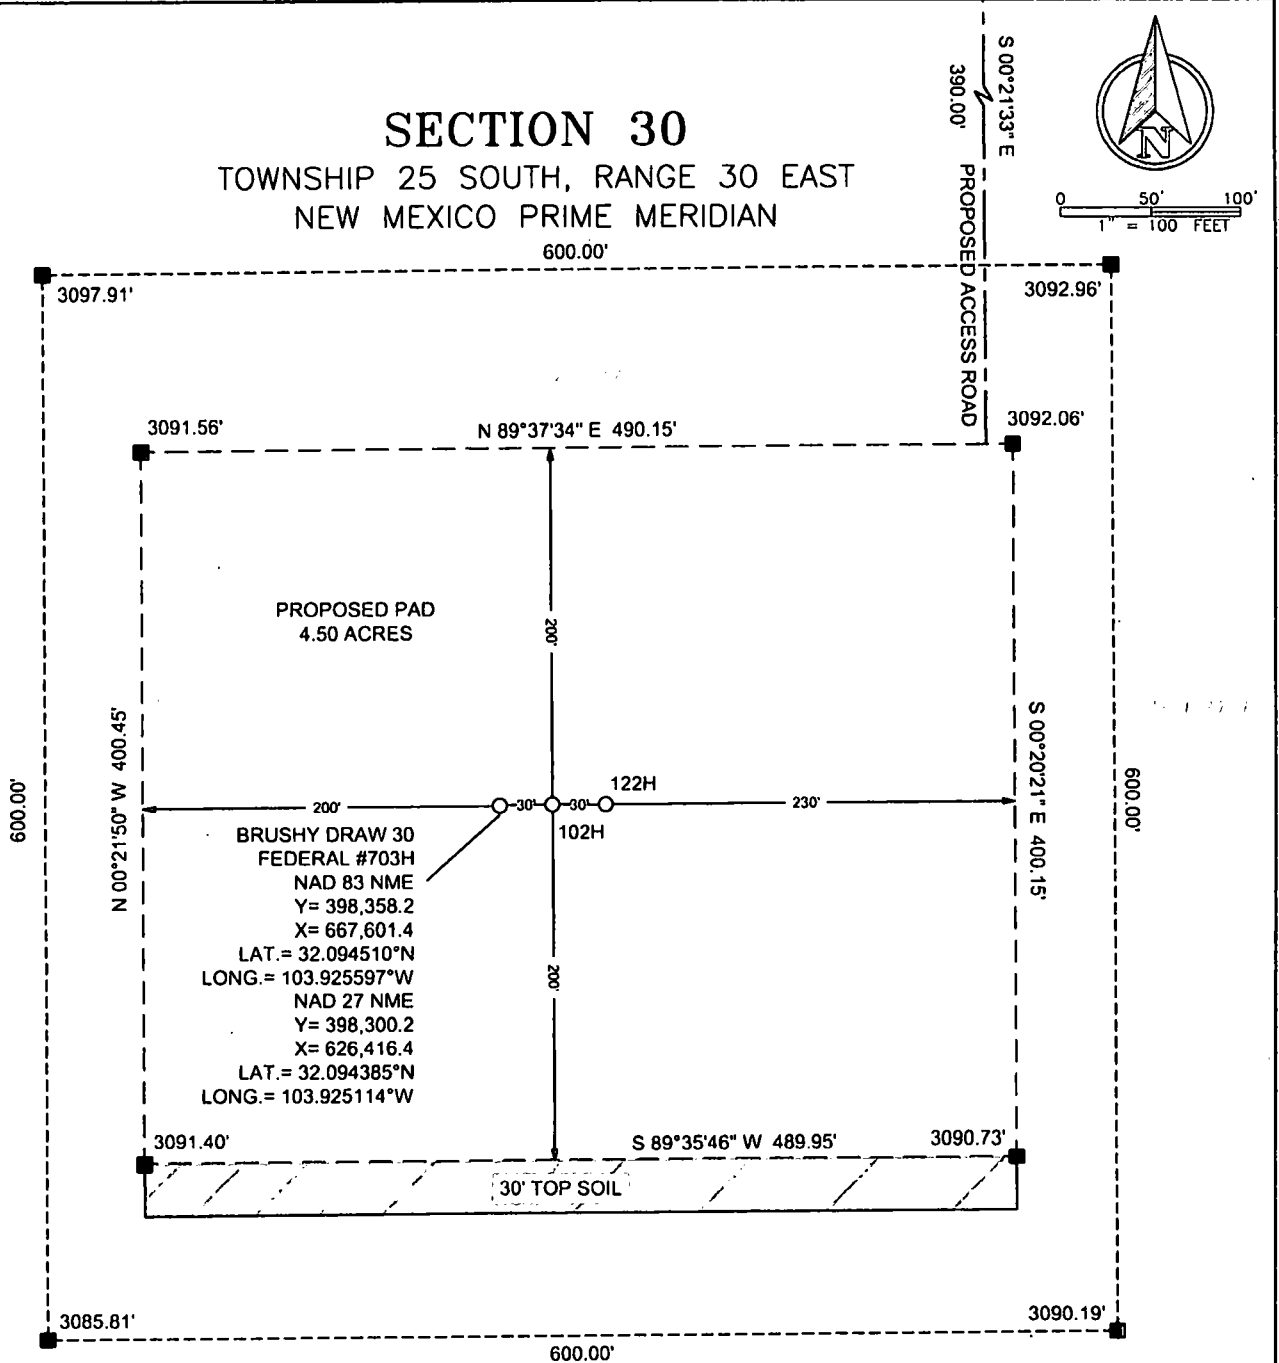 S 00°21'33" E
390.00'
PROPOSED ACCESS ROAD
N
0 50' 100'
1" = 100 FEET
SECTION 30
TOWNSHIP 25 SOUTH, RANGE 30 EAST
NEW MEXICO PRIME MERIDIAN
600.00'
3097.91'
3092.96'
3091.56'
N 89°37'34" E 490.15'
3092.06'
PROPOSED PAD
4.50 ACRES
200'
N 00°21'50" W 400.45'
S 00°20'21" E 400.15'
600.00'
600.00'
122H
200'
30'
30'
230'
102H
BRUSHY DRAW 30
FEDERAL #703H
NAD 83 NME
Y= 398,358.2
X= 667,601.4
LAT.= 32.094510°N
LONG.= 103.925597°W
NAD 27 NME
Y= 398,300.2
X= 626,416.4
LAT.= 32.094385°N
LONG.= 103.925114°W
200'
3091.40'
S 89°35'46" W 489.95'
3090.73'
30' TOP SOIL
3085.81'
3090.19'
600.00'